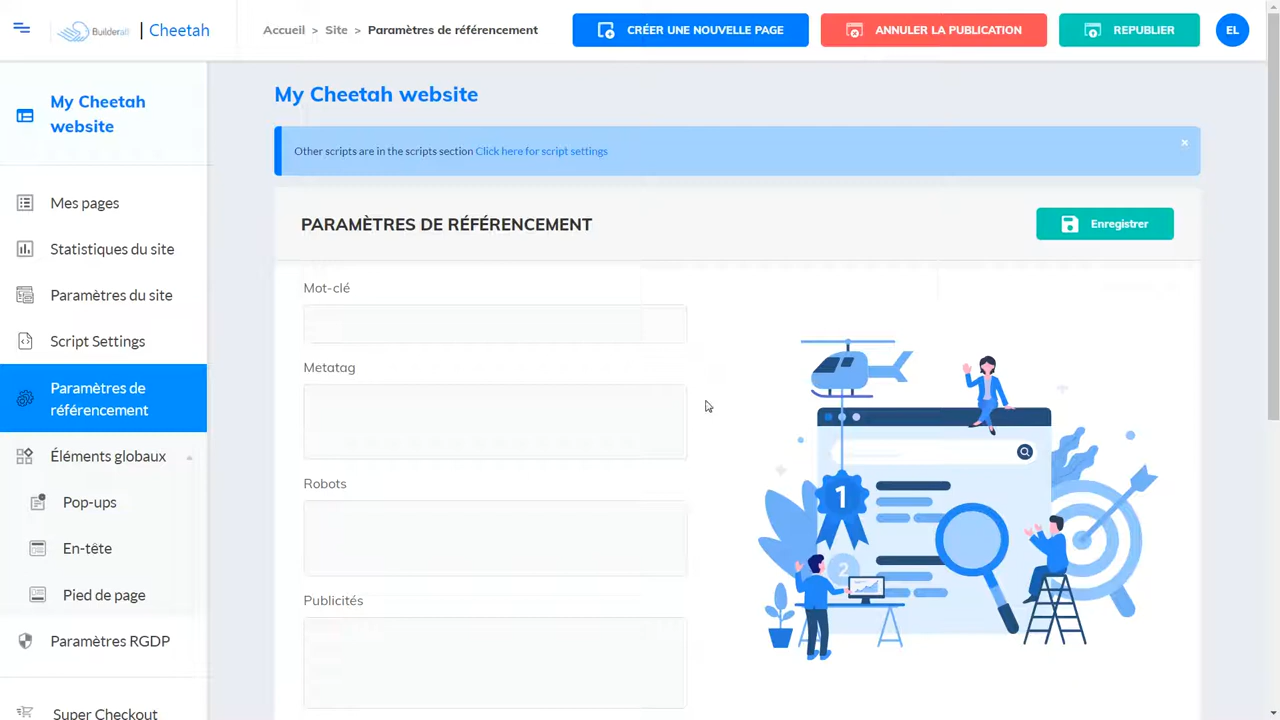 Builderall | Cheetah
Accueil > Site > Paramètres de référencement
CRÉER UNE NOUVELLE PAGE
ANNULER LA PUBLICATION
REPUBLIER
EL
My Cheetah
website
Mes pages
Statistiques du site
Paramètres du site
Script Settings
Paramètres de
référencement
Éléments globaux
Pop-ups
En-tête
Pied de page
Paramètres RGDP
Super Checkout
My Cheetah website
Other scripts are in the scripts section Click here for script settings
×
PARAMÈTRES DE RÉFÉRENCEMENT
Enregistrer
Mot-clé
Metatag
Robots
Publicités
1
2